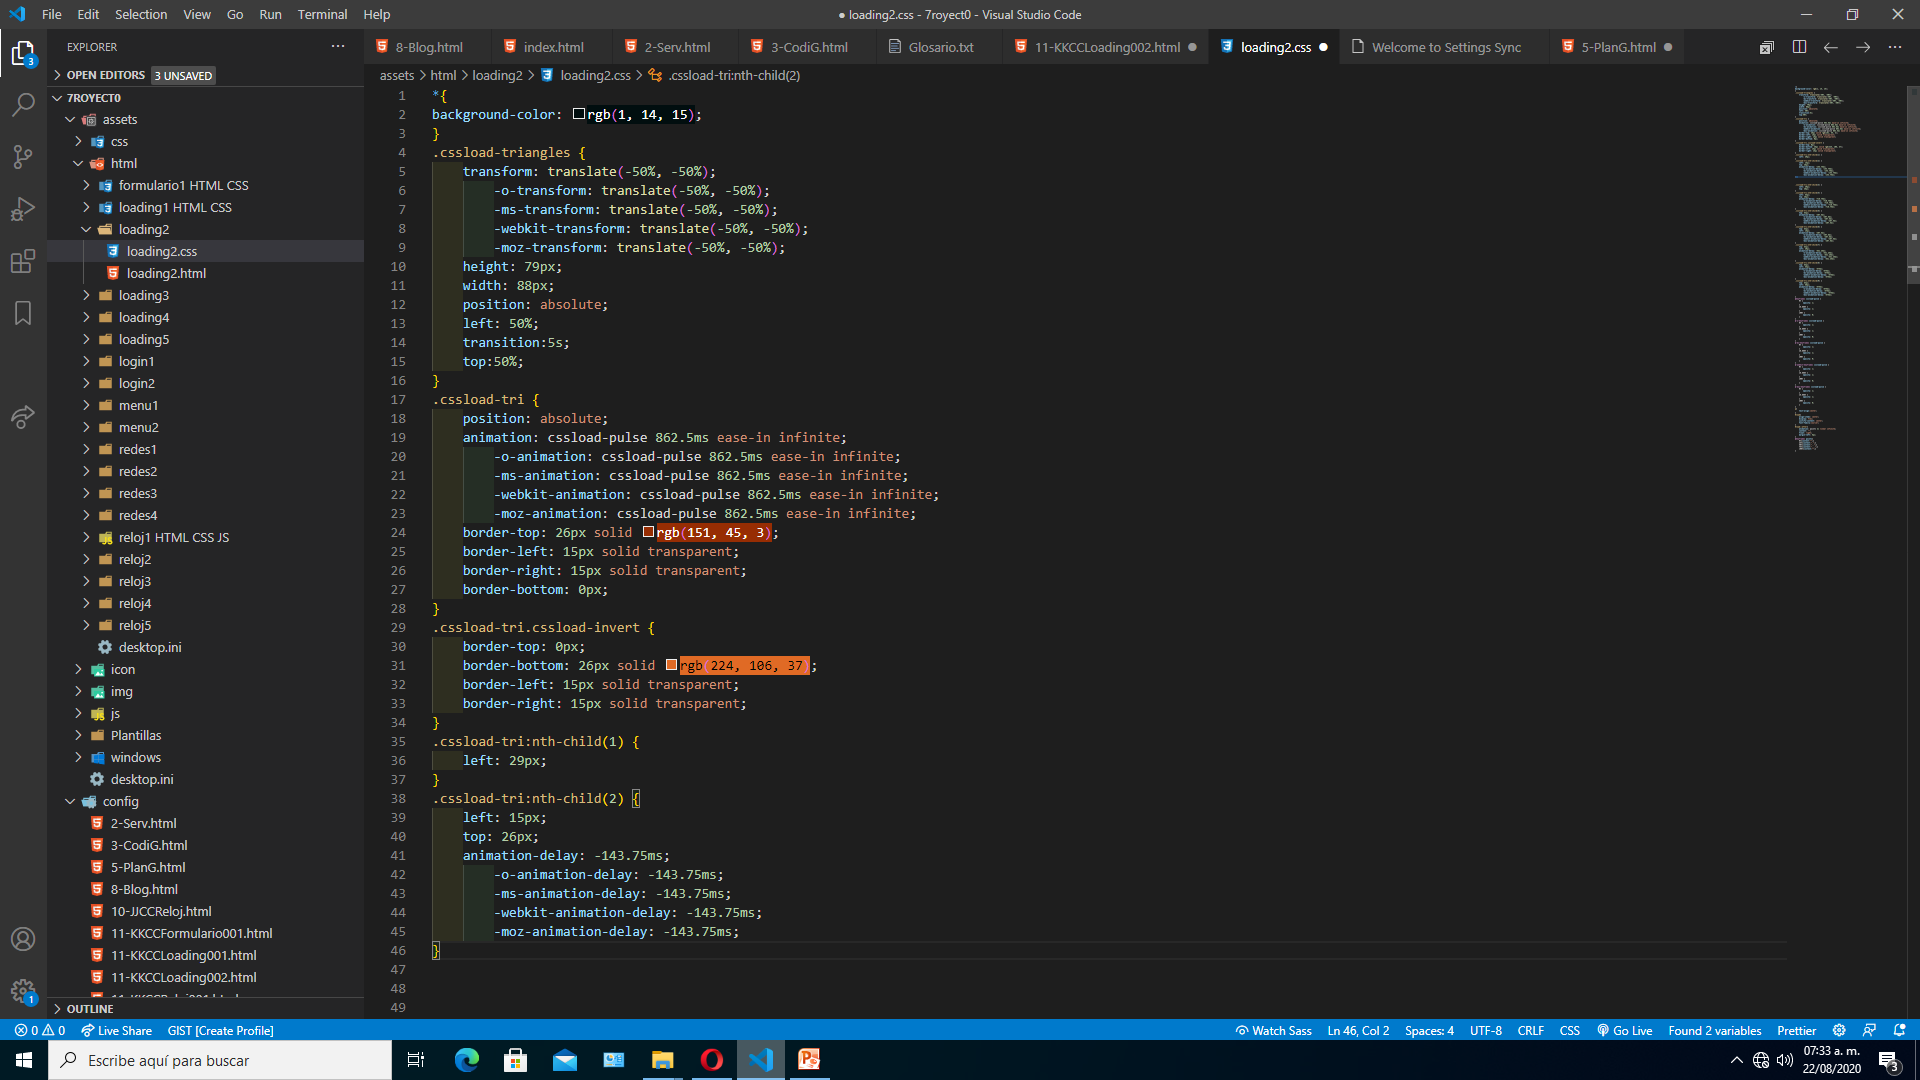 File Edit Selection View Go Run Terminal Help
● loading2.css - 7royect0 - Visual Studio Code
EXPLORER
OPEN EDITORS 3 UNSAVED
7ROYECT0
assets
css
html
formulario1 HTML CSS
loading1 HTML CSS
loading2
loading2.css
loading2.html
loading3
loading4
loading5
login1
login2
menu1
menu2
redes1
redes2
redes3
redes4
reloj1 HTML CSS JS
reloj2
reloj3
reloj4
reloj5
desktop.ini
icon
img
js
Plantillas
windows
desktop.ini
config
2-Serv.html
3-CodiG.html
5-PlanG.html
8-Blog.html
10-JJCCReloj.html
11-KKCCFormulario001.html
11-KKCCLoading001.html
11-KKCCLoading002.html
OUTLINE
3
1
8-Blog.html index.html 2-Serv.html 3-CodiG.html Glosario.txt 11-KKCCLoading002.html loading2.css Welcome to Settings Sync 5-PlanG.html
assets > html > loading2 > loading2.css > .cssload-tri:nth-child(2)
1 *{
2 background-color: rgb(1, 14, 15);
3 }
4 .cssload-triangles {
5 transform: translate(-50%, -50%);
6 -o-transform: translate(-50%, -50%);
7 -ms-transform: translate(-50%, -50%);
8 -webkit-transform: translate(-50%, -50%);
9 -moz-transform: translate(-50%, -50%);
10 height: 79px;
11 width: 88px;
12 position: absolute;
13 left: 50%;
14 transition:5s;
15 top:50%;
16 }
17 .cssload-tri {
18 position: absolute;
19 animation: cssload-pulse 862.5ms ease-in infinite;
20 -o-animation: cssload-pulse 862.5ms ease-in infinite;
21 -ms-animation: cssload-pulse 862.5ms ease-in infinite;
22 -webkit-animation: cssload-pulse 862.5ms ease-in infinite;
23 -moz-animation: cssload-pulse 862.5ms ease-in infinite;
24 border-top: 26px solid rgb(151, 45, 3);
25 border-left: 15px solid transparent;
26 border-right: 15px solid transparent;
27 border-bottom: 0px;
28 }
29 .cssload-tri.cssload-invert {
30 border-top: 0px;
31 border-bottom: 26px solid rgb(224, 106, 37);
32 border-left: 15px solid transparent;
33 border-right: 15px solid transparent;
34 }
35 .cssload-tri:nth-child(1) {
36 left: 29px;
37 }
38 .cssload-tri:nth-child(2) {
39 left: 15px;
40 top: 26px;
41 animation-delay: -143.75ms;
42 -o-animation-delay: -143.75ms;
43 -ms-animation-delay: -143.75ms;
44 -webkit-animation-delay: -143.75ms;
45 -moz-animation-delay: -143.75ms;
46 }
47
48
49
0 0 Live Share GIST [Create Profile] Watch Sass Ln 46, Col 2 Spaces: 4 UTF-8 CRLF CSS Go Live Found 2 variables Prettier
Escribe aquí para buscar
07:33 a. m.
22/08/2020
3